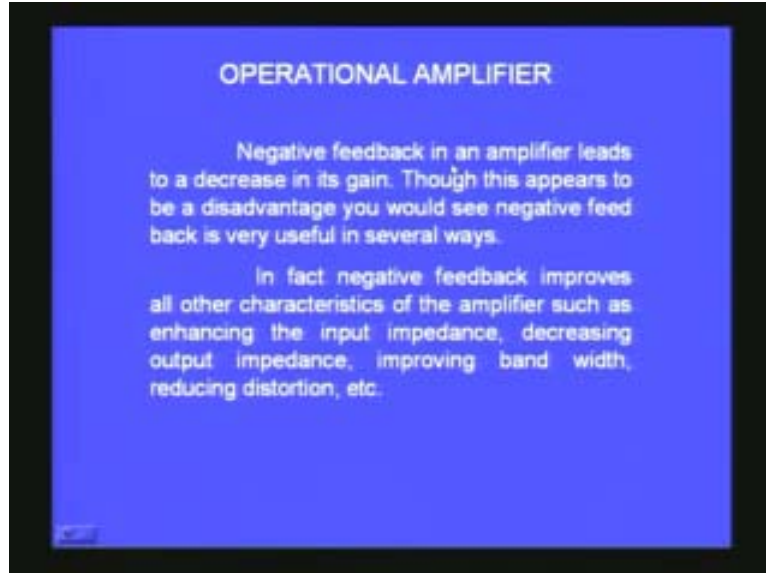 OPERATIONAL AMPLIFIER
Negative feedback in an amplifier leads
to a decrease in its gain. Though this appears to
be a disadvantage you would see negative feed
back is very useful in several ways.
In fact negative feedback improves
all other characteristics of the amplifier such as
enhancing the input impedance, decreasing
output impedance, improving band width,
reducing distortion, etc.